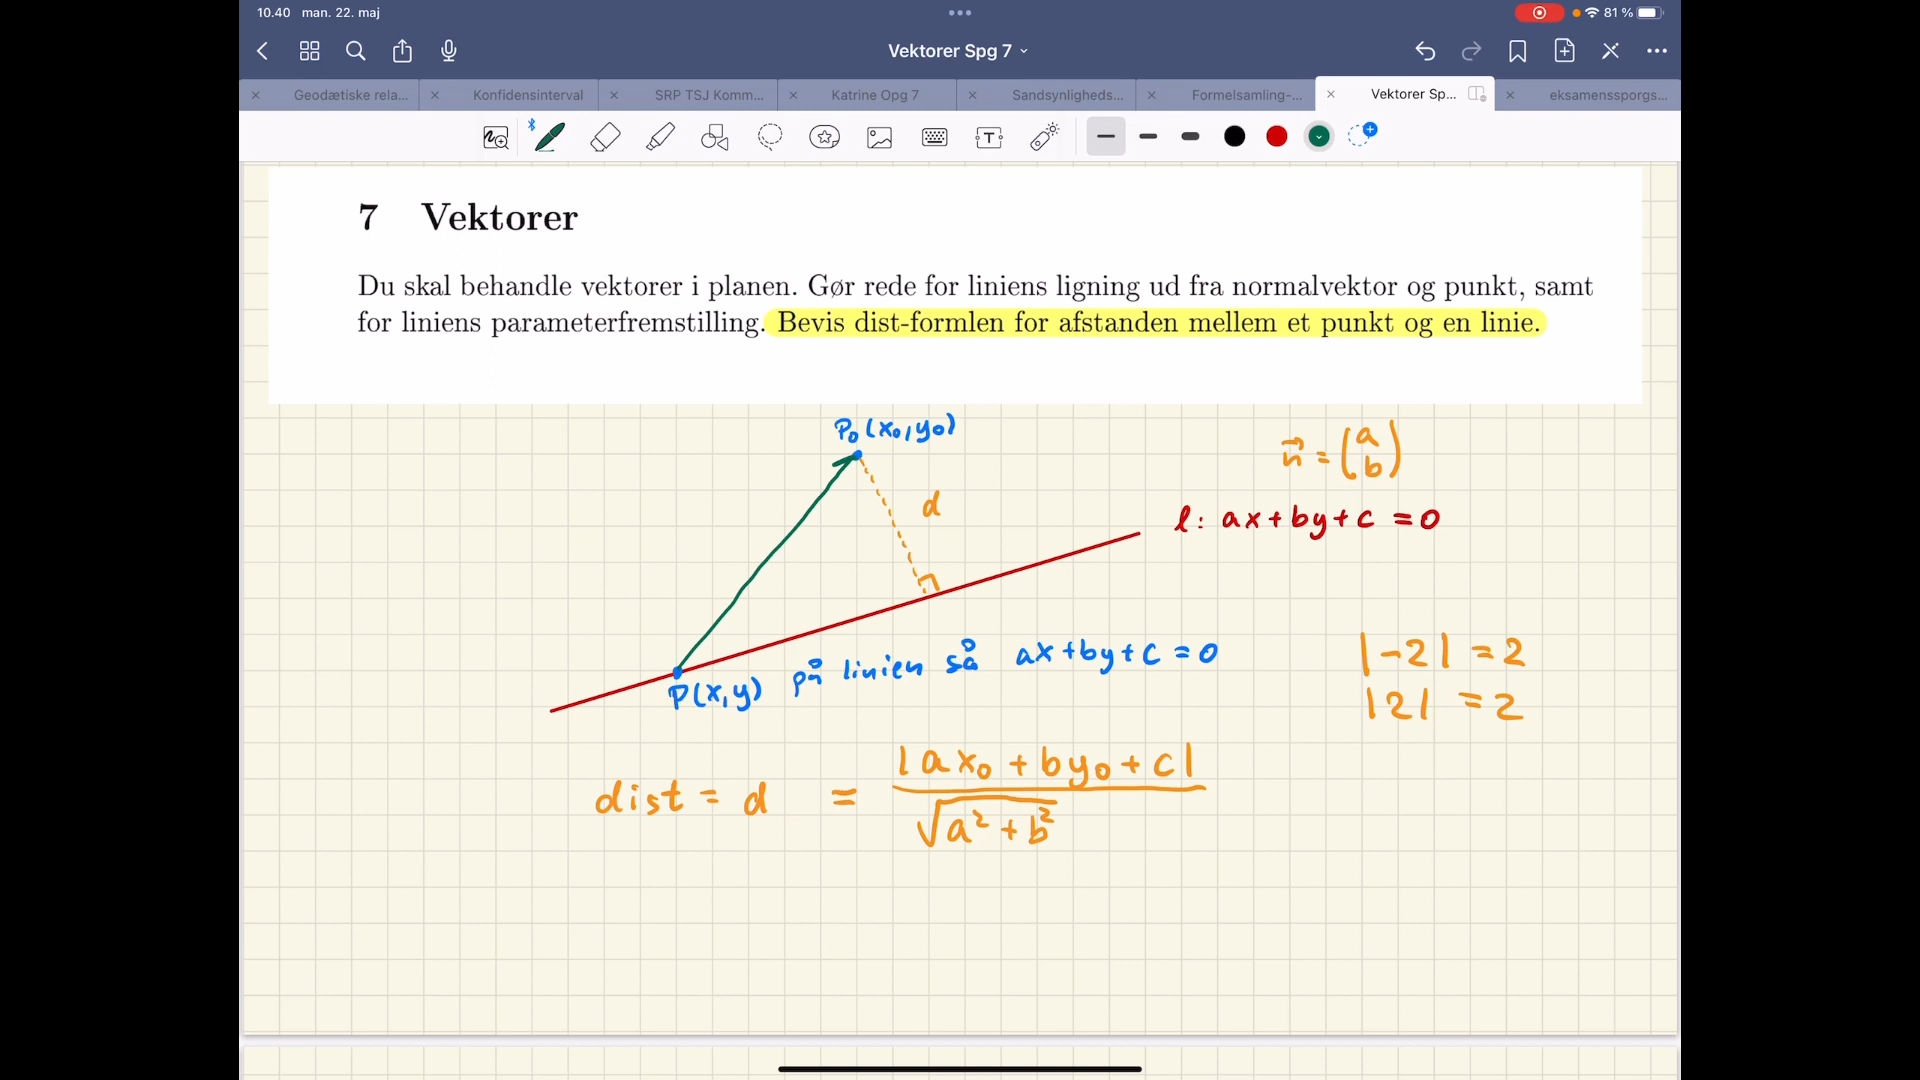 10.40 man. 22. maj
81 %
Vektorer Spg 7
Geodætiske rela...
Konfidensinterval
SRP TSJ Komm...
Katrine Opg 7
Sandsynligheds...
Formelsamling-...
Vektorer Sp...
eksamenssporgs...
7 Vektorer
Du skal behandle vektorer i planen. Gør rede for liniens ligning ud fra normalvektor og punkt, samt
for liniens parameterfremstilling. Bevis dist-formlen for afstanden mellem et punkt og en linie.
P₀(x₀,y₀)
n⃗ = (a b)
d
l: ax+by+c = 0
P(x,y) på linien så ax+by+c = 0
|-2| = 2
|2| = 2
dist = d = |ax₀ + by₀ + c| / √(a² + b²)